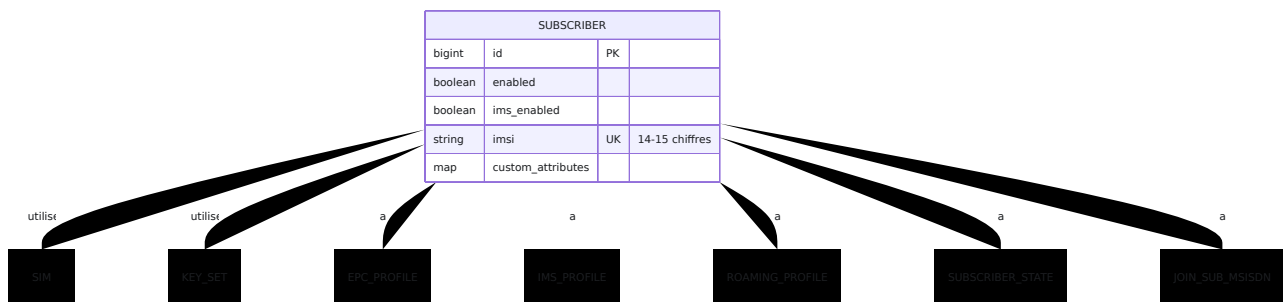 SUBSCRIBER
bigint id PK
boolean enabled
boolean ims_enabled
string imsi UK 14-15 chiffres
map custom_attributes
utilise utilise a a a a a
SIM KEY_SET EPC_PROFILE IMS_PROFILE ROAMING_PROFILE SUBSCRIBER_STATE JOIN_SUB_MSISDN